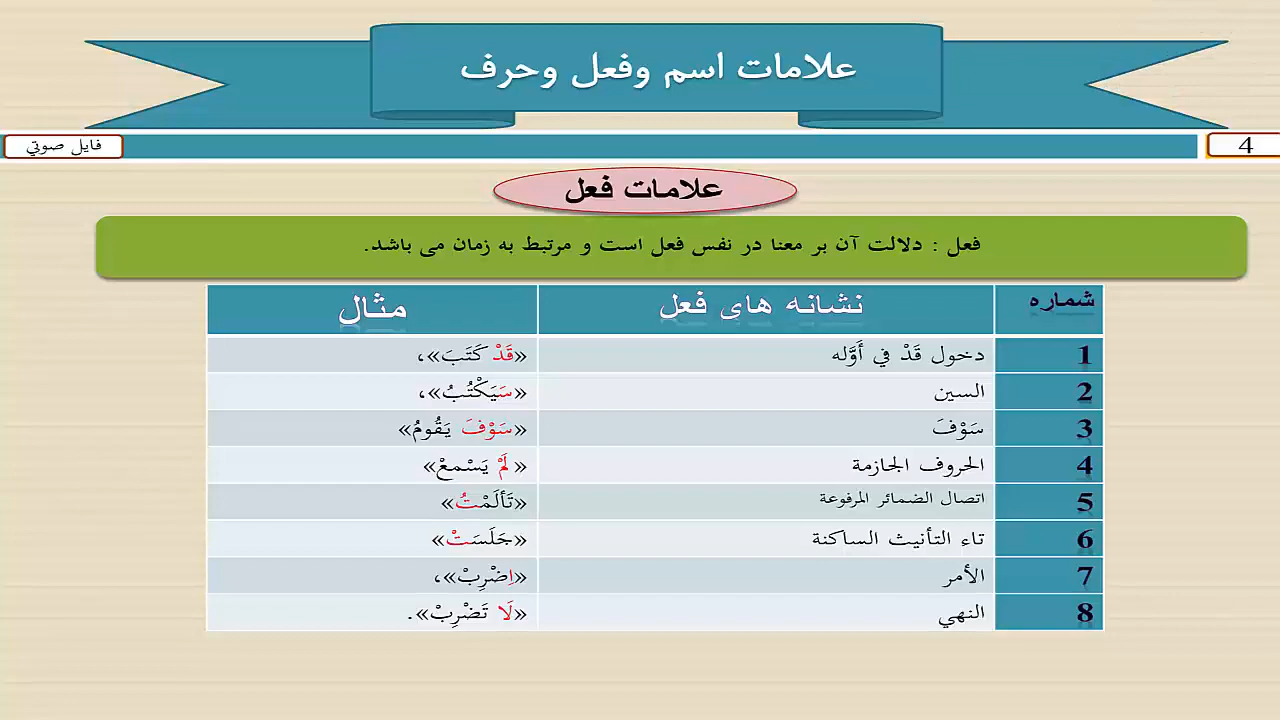 علامات اسم وفعل وحرف
4
فايل صوتي
علامات فعل
فعل : دلالت آن بر معنا در نفس فعل است و مرتبط به زمان می باشد.
شماره نشانه های فعل مثال
1 دخول قَدْ في أَوَّله «قَدْ كَتَبَ»،
2 السين «سَيَكْتُبُ»،
3 سَوْفَ «سَوْفَ يَقُومُ»
4 الحروف الجازمة «لَمْ يَسْمعْ»
5 اتصال الضمائر المرفوعة «تَألَمْتُ»
6 تاء التأنيث الساكنة «جَلَسَتْ»
7 الأمر «اِضْرِبْ»،
8 النهي «لَا تَضْرِبْ».